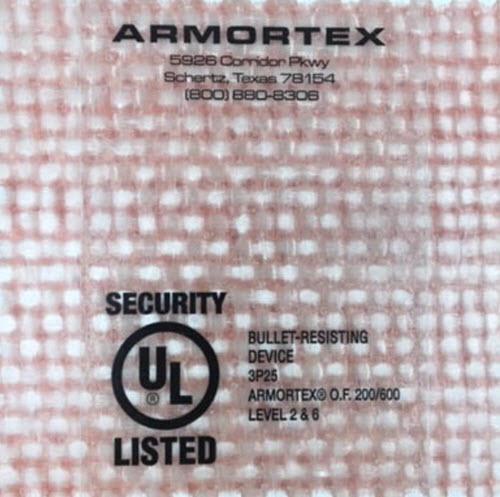 ARMORTEX
5926 Corridor Pkwy
Schertz, Texas 78154
(800) 880-8306
SECURITY
UL
®
LISTED
BULLET-RESISTING
DEVICE
3P25
ARMORTEX® O.F. 200/600
LEVEL 2 & 6